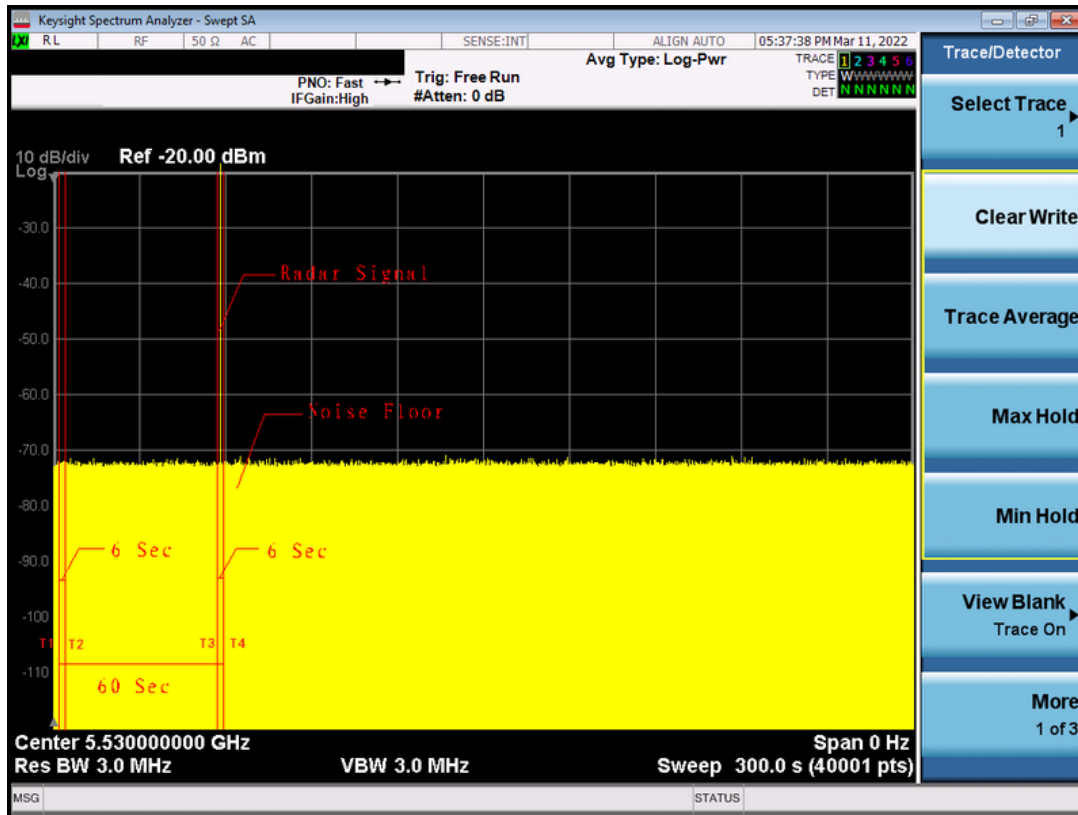 Keysight Spectrum Analyzer - Swept SA
LXI RL RF 50 Ω AC SENSE:INT ALIGN AUTO 05:37:38 PM Mar 11, 2022
Avg Type: Log-Pwr TRACE 1 2 3 4 5 6
PNO: Fast Trig: Free Run TYPE WWWWWW
IFGain:High #Atten: 0 dB DET N N N N N N
10 dB/div Ref -20.00 dBm
Log
-30.0
-40.0
-50.0
-60.0
-70.0
-80.0
-90.0
-100
-110
Radar Signal
Noise Floor
6 Sec 6 Sec
T1 T2 T3 T4
60 Sec
Center 5.530000000 GHz Span 0 Hz
Res BW 3.0 MHz VBW 3.0 MHz Sweep 300.0 s (40001 pts)
MSG STATUS
Trace/Detector
Select Trace
1
Clear Write
Trace Average
Max Hold
Min Hold
View Blank
Trace On
More
1 of 3